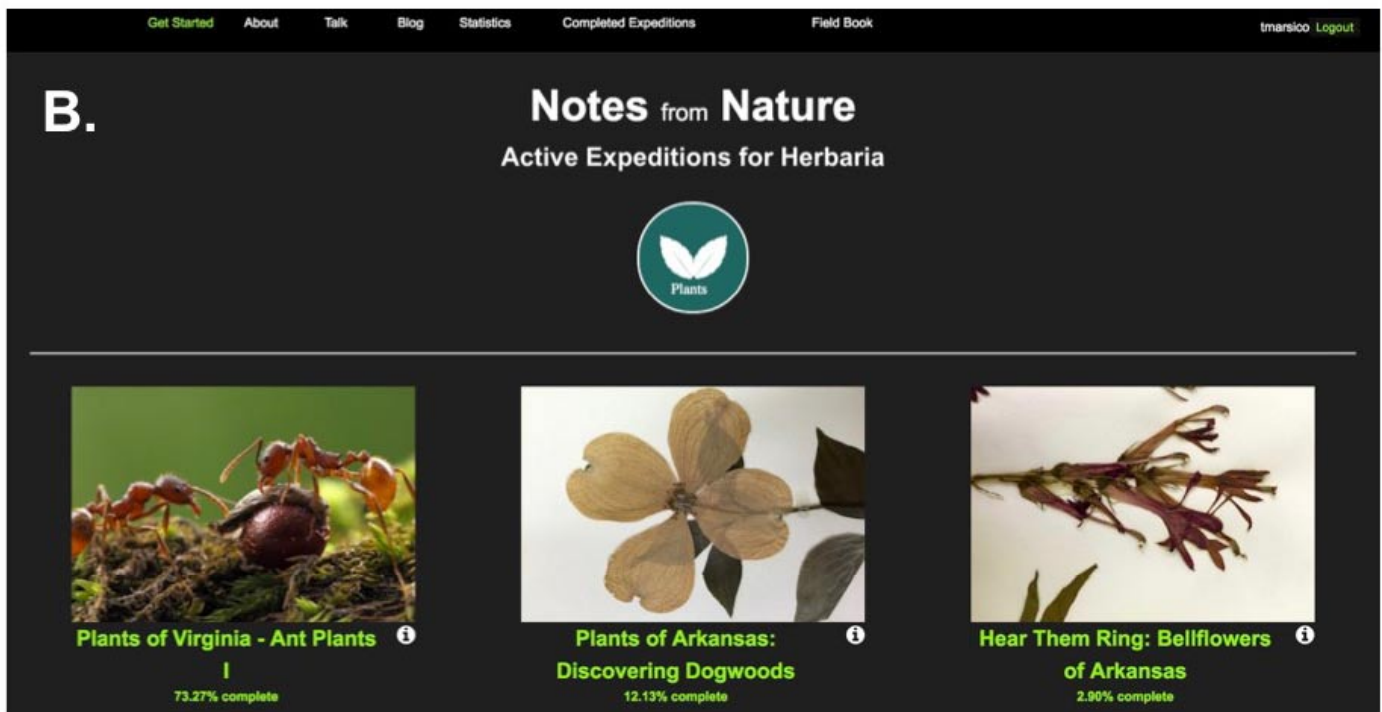 Get Started About Talk Blog Statistics Completed Expeditions Field Book tmarsico Logout
B.
Notes from Nature
Active Expeditions for Herbaria
Plants
Plants of Virginia - Ant Plants
I
73.27% complete
Plants of Arkansas:
Discovering Dogwoods
12.13% complete
Hear Them Ring: Bellflowers
of Arkansas
2.90% complete